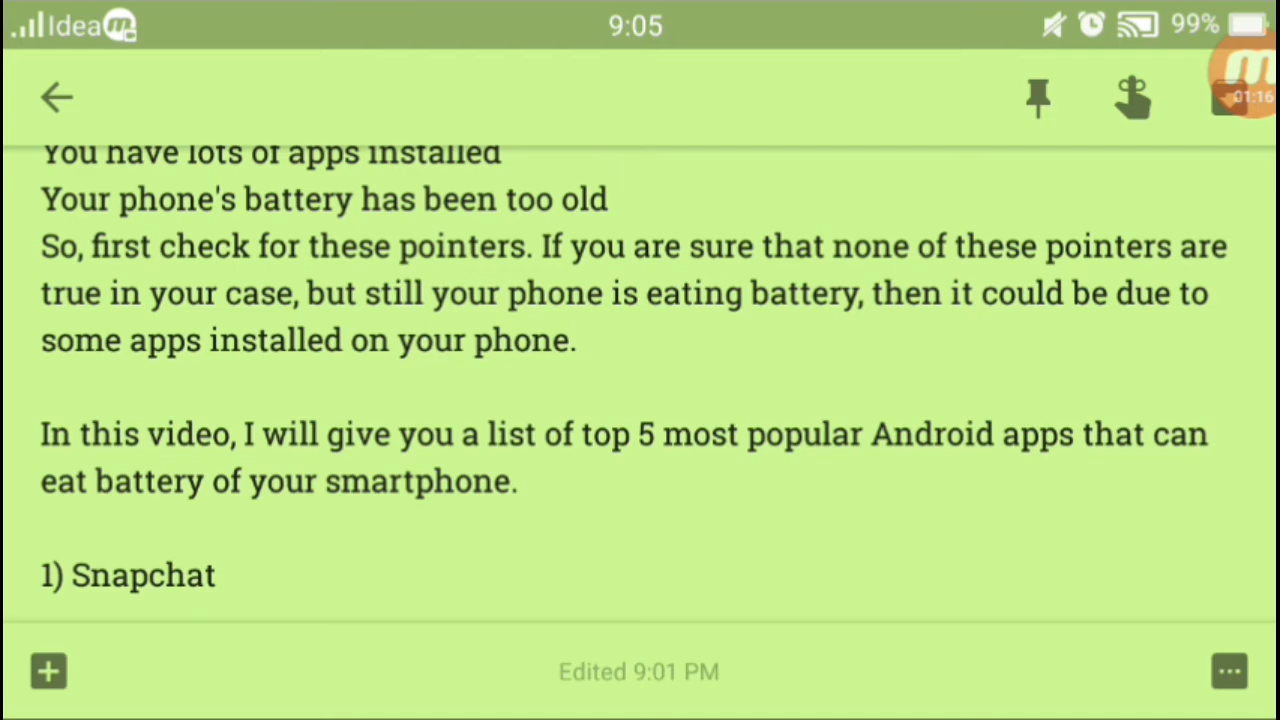 Idea
9:05
99%
01:16
You have lots of apps installed
Your phone's battery has been too old
So, first check for these pointers. If you are sure that none of these pointers are
true in your case, but still your phone is eating battery, then it could be due to
some apps installed on your phone.
In this video, I will give you a list of top 5 most popular Android apps that can
eat battery of your smartphone.
1) Snapchat
Edited 9:01 PM